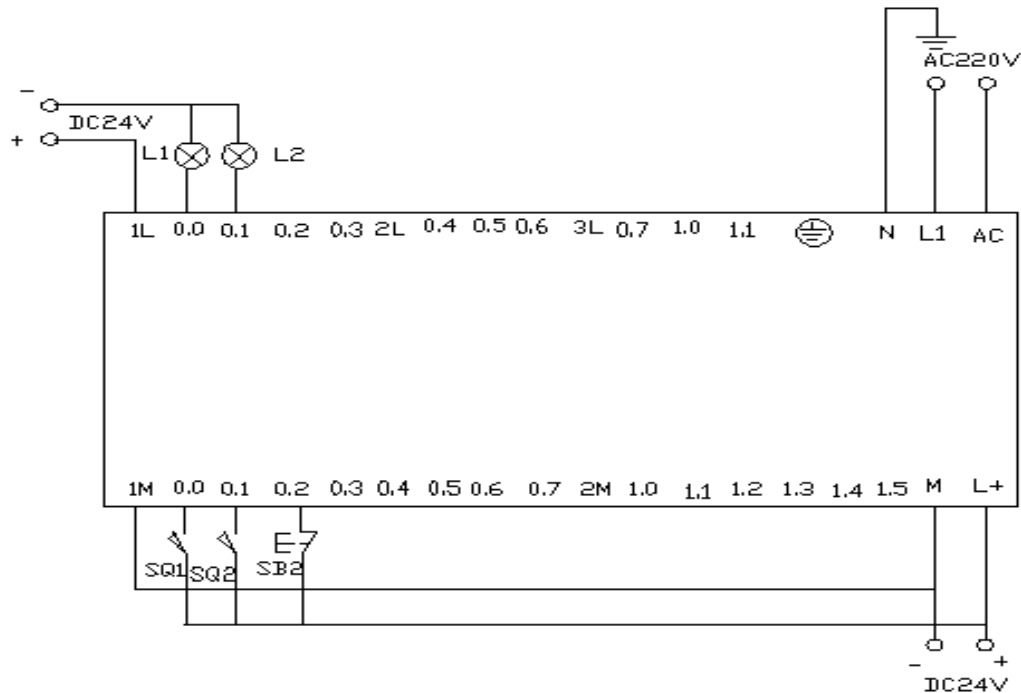 AC220V
-
DC24V
+
L1 L2
1L 0.0 0.1 0.2 0.3 2L 0.4 0.5 0.6 3L 0.7 1.0 1.1 N L1 AC
1M 0.0 0.1 0.2 0.3 0.4 0.5 0.6 0.7 2M 1.0 1.1 1.2 1.3 1.4 1.5 M L+
SQ1 SQ2 SB2
- +
DC24V